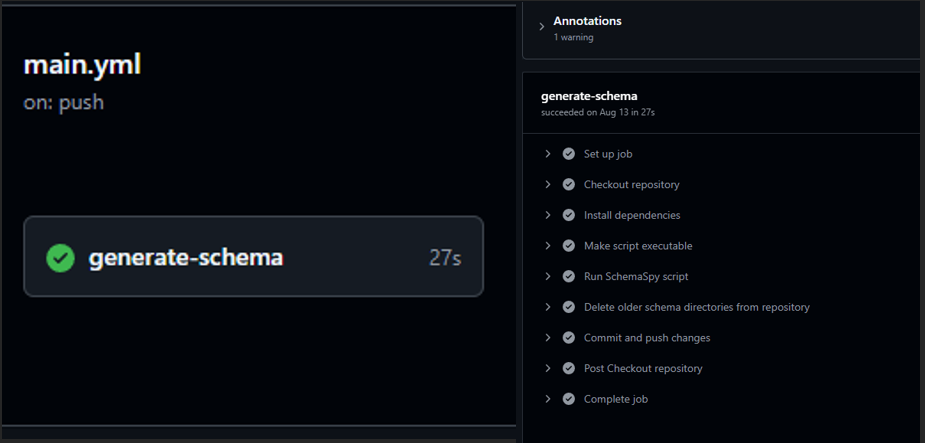 main.yml
on: push
generate-schema
27s
Annotations
1 warning
generate-schema
succeeded on Aug 13 in 27s
Set up job
Checkout repository
Install dependencies
Make script executable
Run SchemaSpy script
Delete older schema directories from repository
Commit and push changes
Post Checkout repository
Complete job